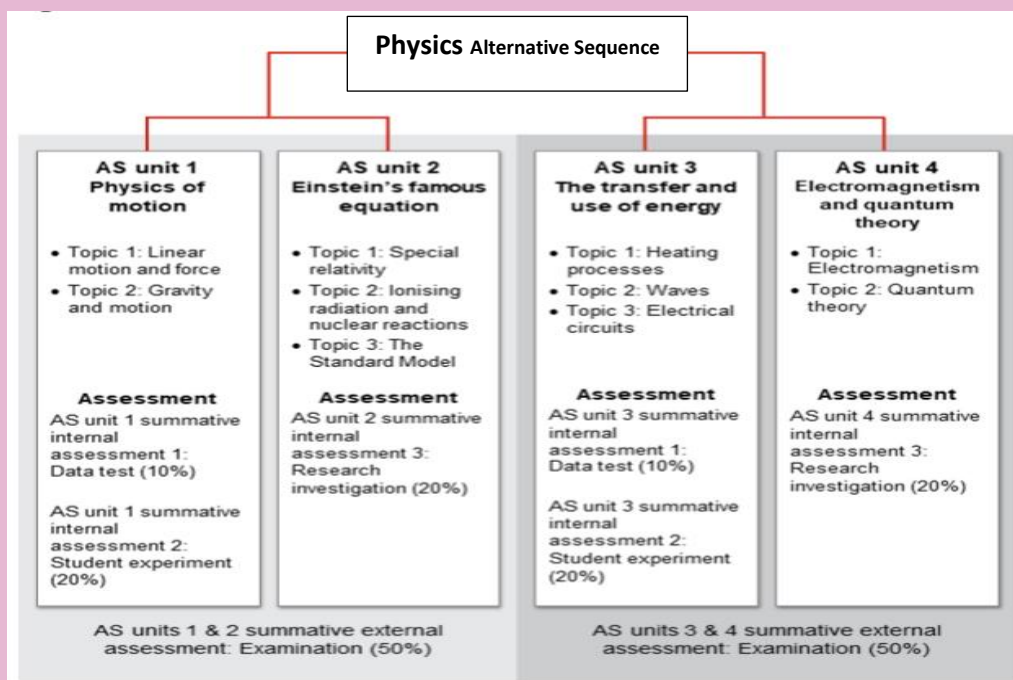 Physics Alternative Sequence
AS unit 1
Physics of
motion
• Topic 1: Linear
motion and force
• Topic 2: Gravity
and motion
Assessment
AS unit 1 summative
internal
assessment 1:
Data test (10%)
AS unit 1 summative
internal
assessment 2:
Student experiment
(20%)
AS unit 2
Einstein's famous
equation
• Topic 1: Special
relativity
• Topic 2: Ionising
radiation and
nuclear reactions
• Topic 3: The
Standard Model
Assessment
AS unit 2 summative
internal
assessment 3:
Research
investigation (20%)
AS units 1 & 2 summative external
assessment: Examination (50%)
AS unit 3
The transfer and
use of energy
• Topic 1: Heating
processes
• Topic 2: Waves
• Topic 3: Electrical
circuits
Assessment
AS unit 3 summative
internal
assessment 1:
Data test (10%)
AS unit 3 summative
internal
assessment 2:
Student experiment
(20%)
AS unit 4
Electromagnetism
and quantum
theory
• Topic 1:
Electromagnetism
• Topic 2: Quantum
theory
Assessment
AS unit 4 summative
internal
assessment 3:
Research
investigation (20%)
AS units 3 & 4 summative external
assessment: Examination (50%)